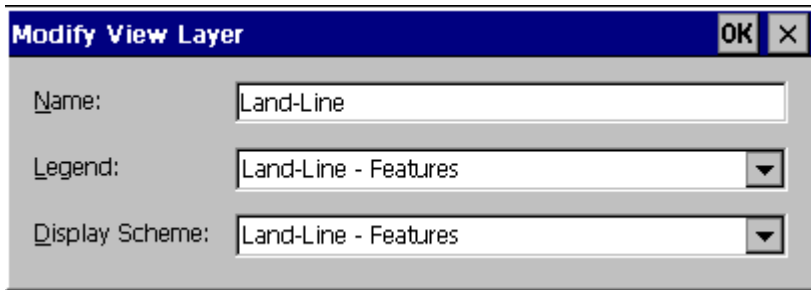 Modify View Layer OK ×
Name: Land-Line
Legend: Land-Line - Features
Display Scheme: Land-Line - Features